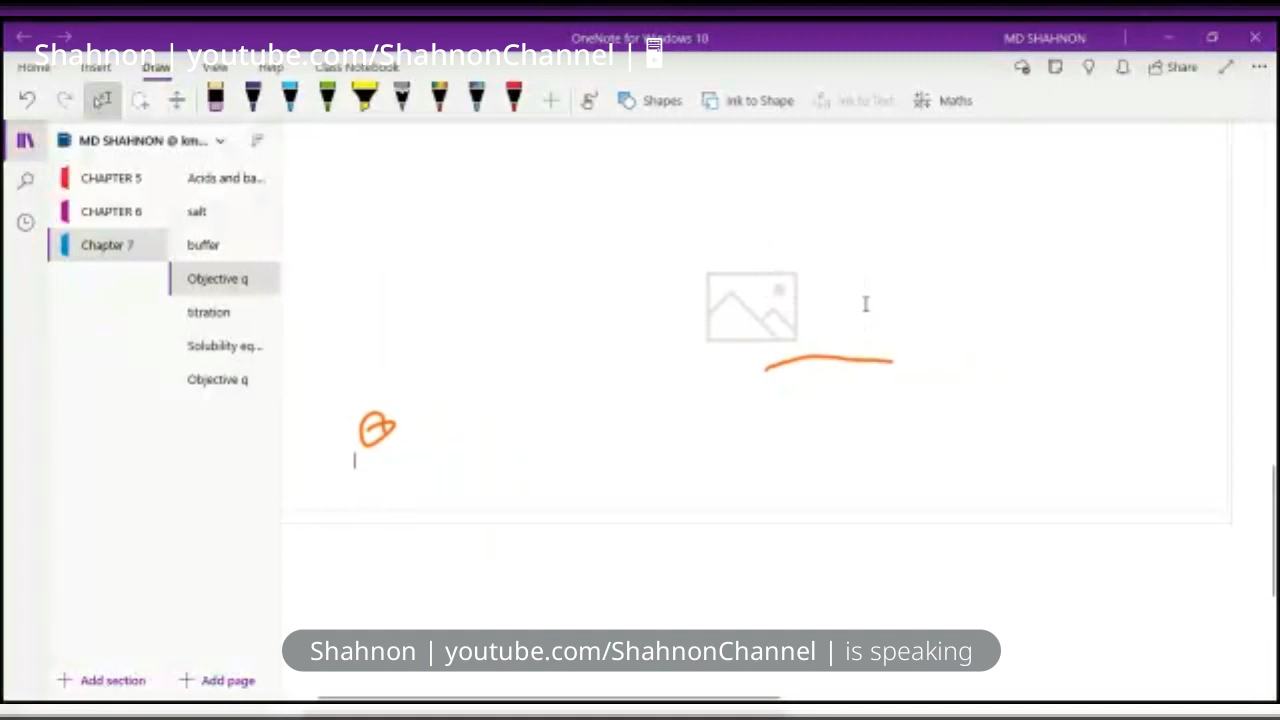 OneNote for Windows 10
MD SHAHNON
Shahnon | youtube.com/ShahnonChannel |
Home Insert Draw View Help Class Notebook
Share
Shapes Ink to Shape Ink to Text Maths
MD SHAHNON @ km...
CHAPTER 5
CHAPTER 6
Chapter 7
Acids and ba...
salt
buffer
Objective q
titration
Solubility eq...
Objective q
Shahnon | youtube.com/ShahnonChannel | is speaking
Add section
Add page